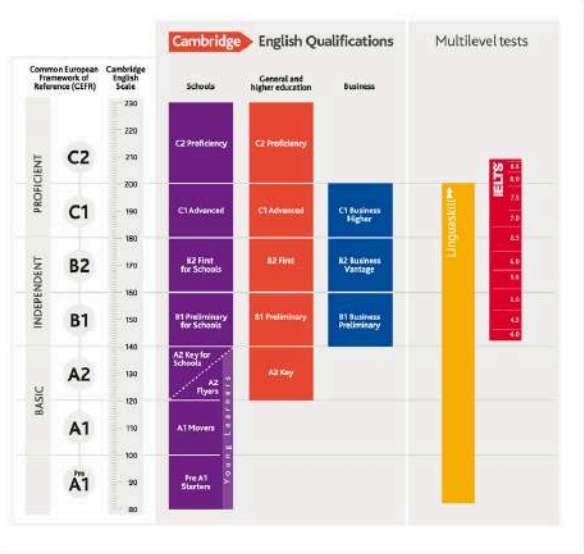 Cambridge English Qualifications
Multilevel tests
Common European
Framework of
Reference (CEFR)
Cambridge
English
Scale
Schools
General and
higher education
Business
230
220
210
200
190
180
170
160
150
140
130
120
110
100
90
80
PROFICIENT
INDEPENDENT
BASIC
C2
C1
B2
B1
A2
A1
Pre
A1
C2 Proficiency
C1 Advanced
B2 First
for Schools
B1 Preliminary
for Schools
A2 Key for
Schools
A2
Flyers
A1 Movers
Pre A1
Starters
Young Learners
C2 Proficiency
C1 Advanced
B2 First
B1 Preliminary
A2 Key
C1 Business
Higher
B2 Business
Vantage
B1 Business
Preliminary
Linguaskill
IELTS
8.5
8.0
7.5
7.0
6.5
6.0
5.5
5.0
4.5
4.0